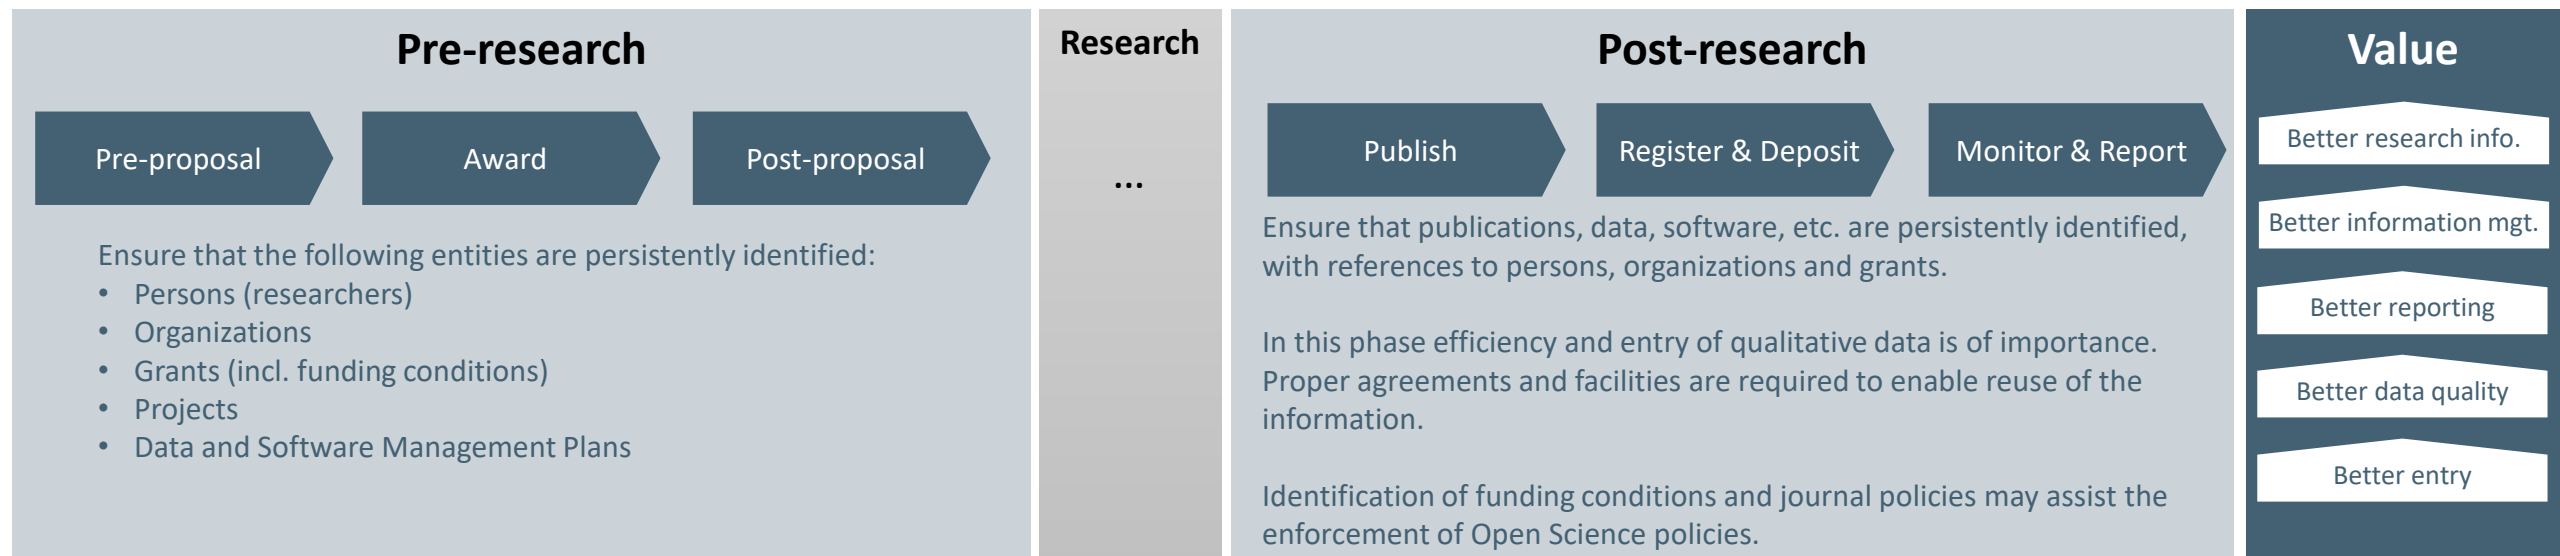 Pre-research
Pre-proposal
Award
Post-proposal
Ensure that the following entities are persistently identified:
• Persons (researchers)
• Organizations
• Grants (incl. funding conditions)
• Projects
• Data and Software Management Plans
Research
...
Post-research
Publish
Register & Deposit
Monitor & Report
Ensure that publications, data, software, etc. are persistently identified,
with references to persons, organizations and grants.
In this phase efficiency and entry of qualitative data is of importance.
Proper agreements and facilities are required to enable reuse of the
information.
Identification of funding conditions and journal policies may assist the
enforcement of Open Science policies.
Value
Better research info.
Better information mgt.
Better reporting
Better data quality
Better entry